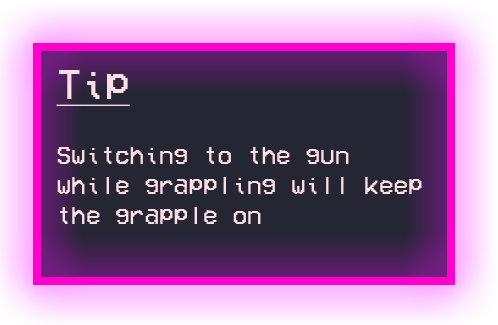 Tip
Switching to the gun
while grappling will keep
the grapple on